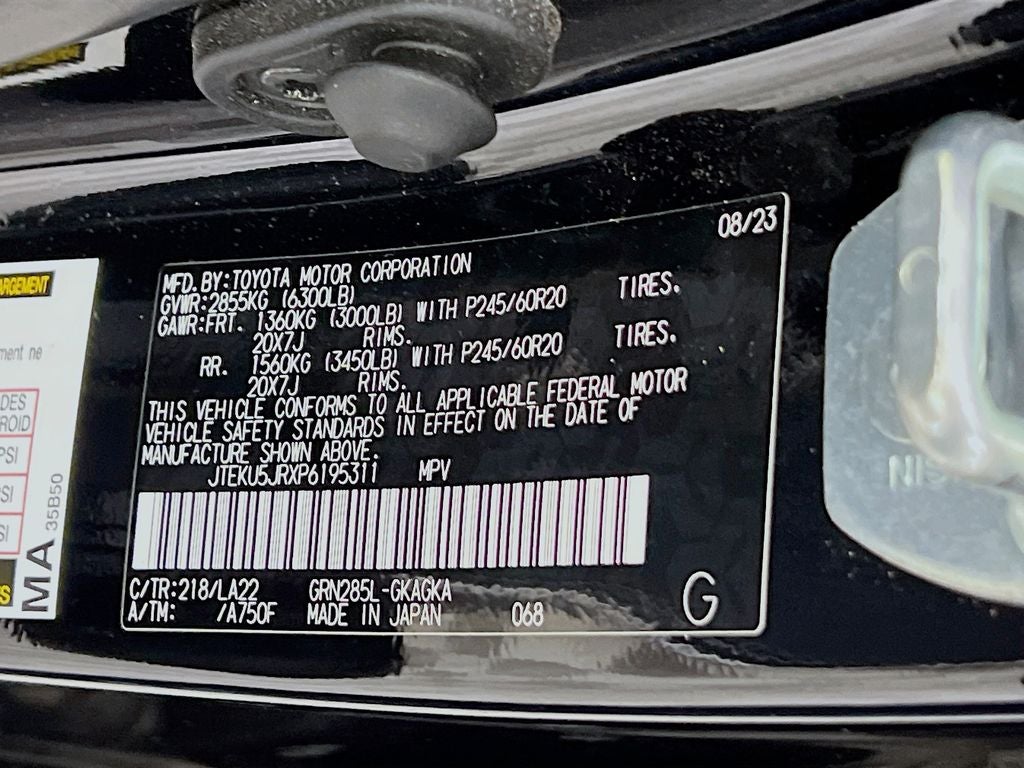 08/23
MFD. BY: TOYOTA MOTOR CORPORATION
GVWR: 2855KG (6300LB)
GAWR: FRT. 1360KG (3000LB) WITH P245/60R20 TIRES.
20X7J RIMS.
RR. 1560KG (3450LB) WITH P245/60R20 TIRES.
20X7J RIMS.
THIS VEHICLE CONFORMS TO ALL APPLICABLE FEDERAL MOTOR
VEHICLE SAFETY STANDARDS IN EFFECT ON THE DATE OF
MANUFACTURE SHOWN ABOVE.
JTEKU5JRXP6195311 MPV
C/TR: 218/LA22 GRN285L-GKAGKA
A/TM: /A750F MADE IN JAPAN 068
G
ment ne
PSI
MA 35B50